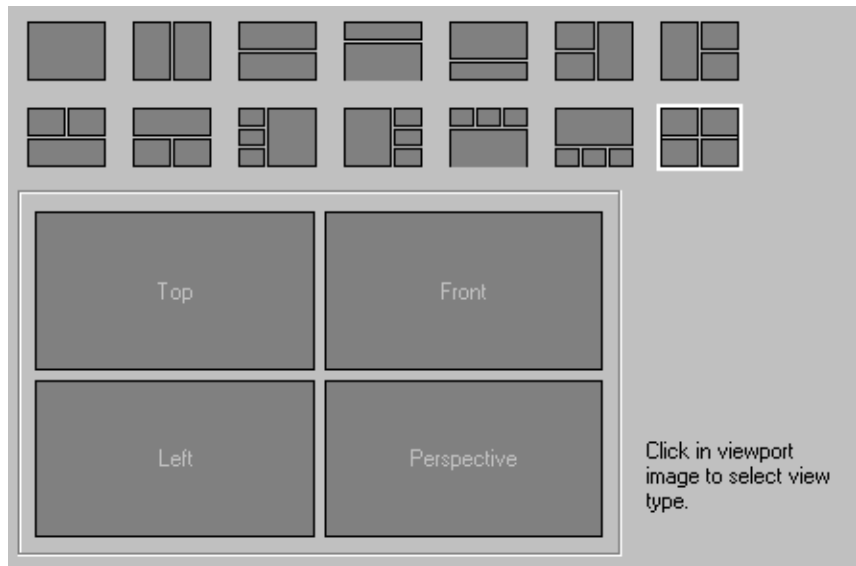 Top
Front
Left
Perspective
Click in viewport
image to select view
type.